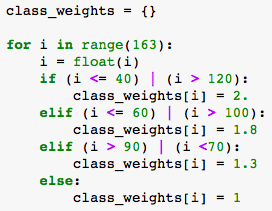 class_weights = {}
for i in range(163):
    i = float(i)
    if (i <= 40) | (i > 120):
        class_weights[i] = 2.
    elif (i <= 60) | (i > 100):
        class_weights[i] = 1.8
    elif (i > 90) | (i <70):
        class_weights[i] = 1.3
    else:
        class_weights[i] = 1